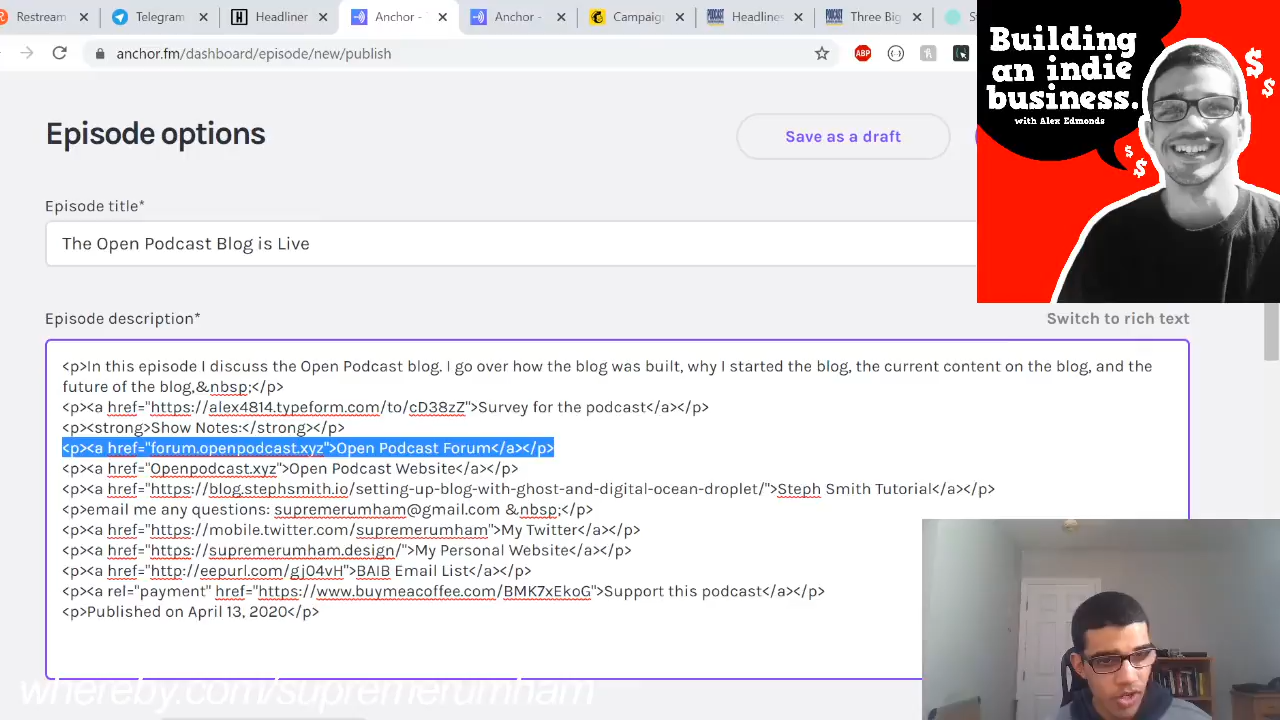 Restream
Telegram
Headliner
Anchor -
Anchor -
Campaig
Headlines
Three Big
anchor.fm/dashboard/episode/new/publish
ABP
Building
an indie
business.
with Alex Edmonds
$
$
$
$
Episode options
Save as a draft
Episode title*
The Open Podcast Blog is Live
Episode description*
Switch to rich text
<p>In this episode I discuss the Open Podcast blog. I go over how the blog was built, why I started the blog, the current content on the blog, and the
future of the blog,&nbsp;</p>
<p><a href="https://alex4814.typeform.com/to/cD38zZ">Survey for the podcast</a></p>
<p><strong>Show Notes:</strong></p>
<p><a href="forum.openpodcast.xyz">Open Podcast Forum</a></p>
<p><a href="Openpodcast.xyz">Open Podcast Website</a></p>
<p><a href="https://blog.stephsmith.io/setting-up-blog-with-ghost-and-digital-ocean-droplet/">Steph Smith Tutorial</a></p>
<p>email me any questions: supremerumham@gmail.com &nbsp;</p>
<p><a href="https://mobile.twitter.com/supremerumham">My Twitter</a></p>
<p><a href="https://supremerumham.design/">My Personal Website</a></p>
<p><a href="http://eepurl.com/gj04vH">BAIB Email List</a></p>
<p><a rel="payment" href="https://www.buymeacoffee.com/BMK7xEkoG">Support this podcast</a></p>
<p>Published on April 13, 2020</p>
whereby.com/supremerumham